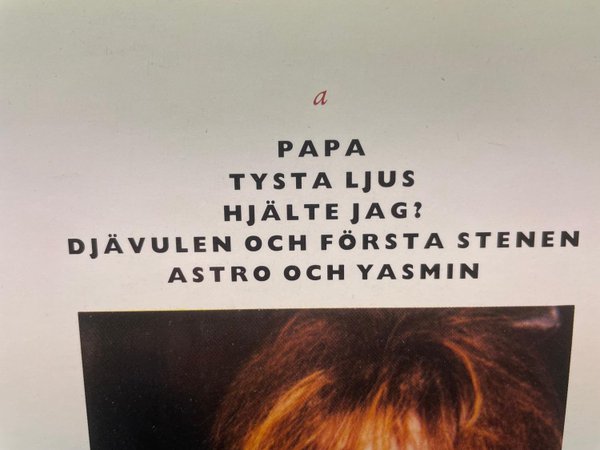 a
PAPA
TYSTA LJUS
HJÄLTE JAG?
DJÄVULEN OCH FÖRSTA STENEN
ASTRO OCH YASMIN